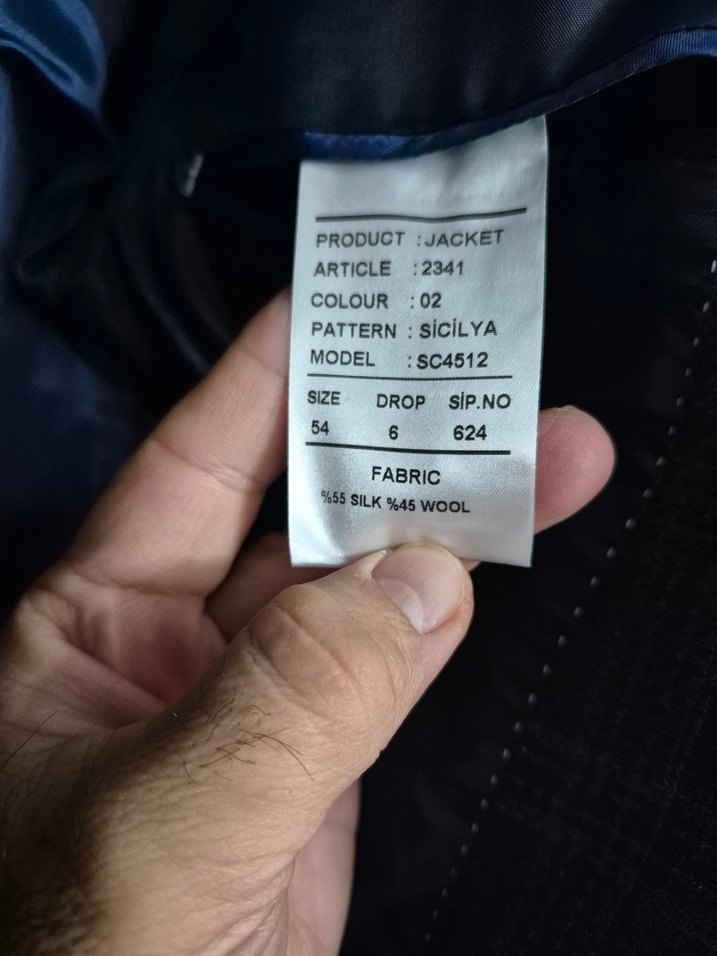 PRODUCT :JACKET
ARTICLE :2341
COLOUR :02
PATTERN :SİCİLYA
MODEL :SC4512
SIZE DROP SİP.NO
54 6 624
FABRIC
%55 SILK %45 WOOL